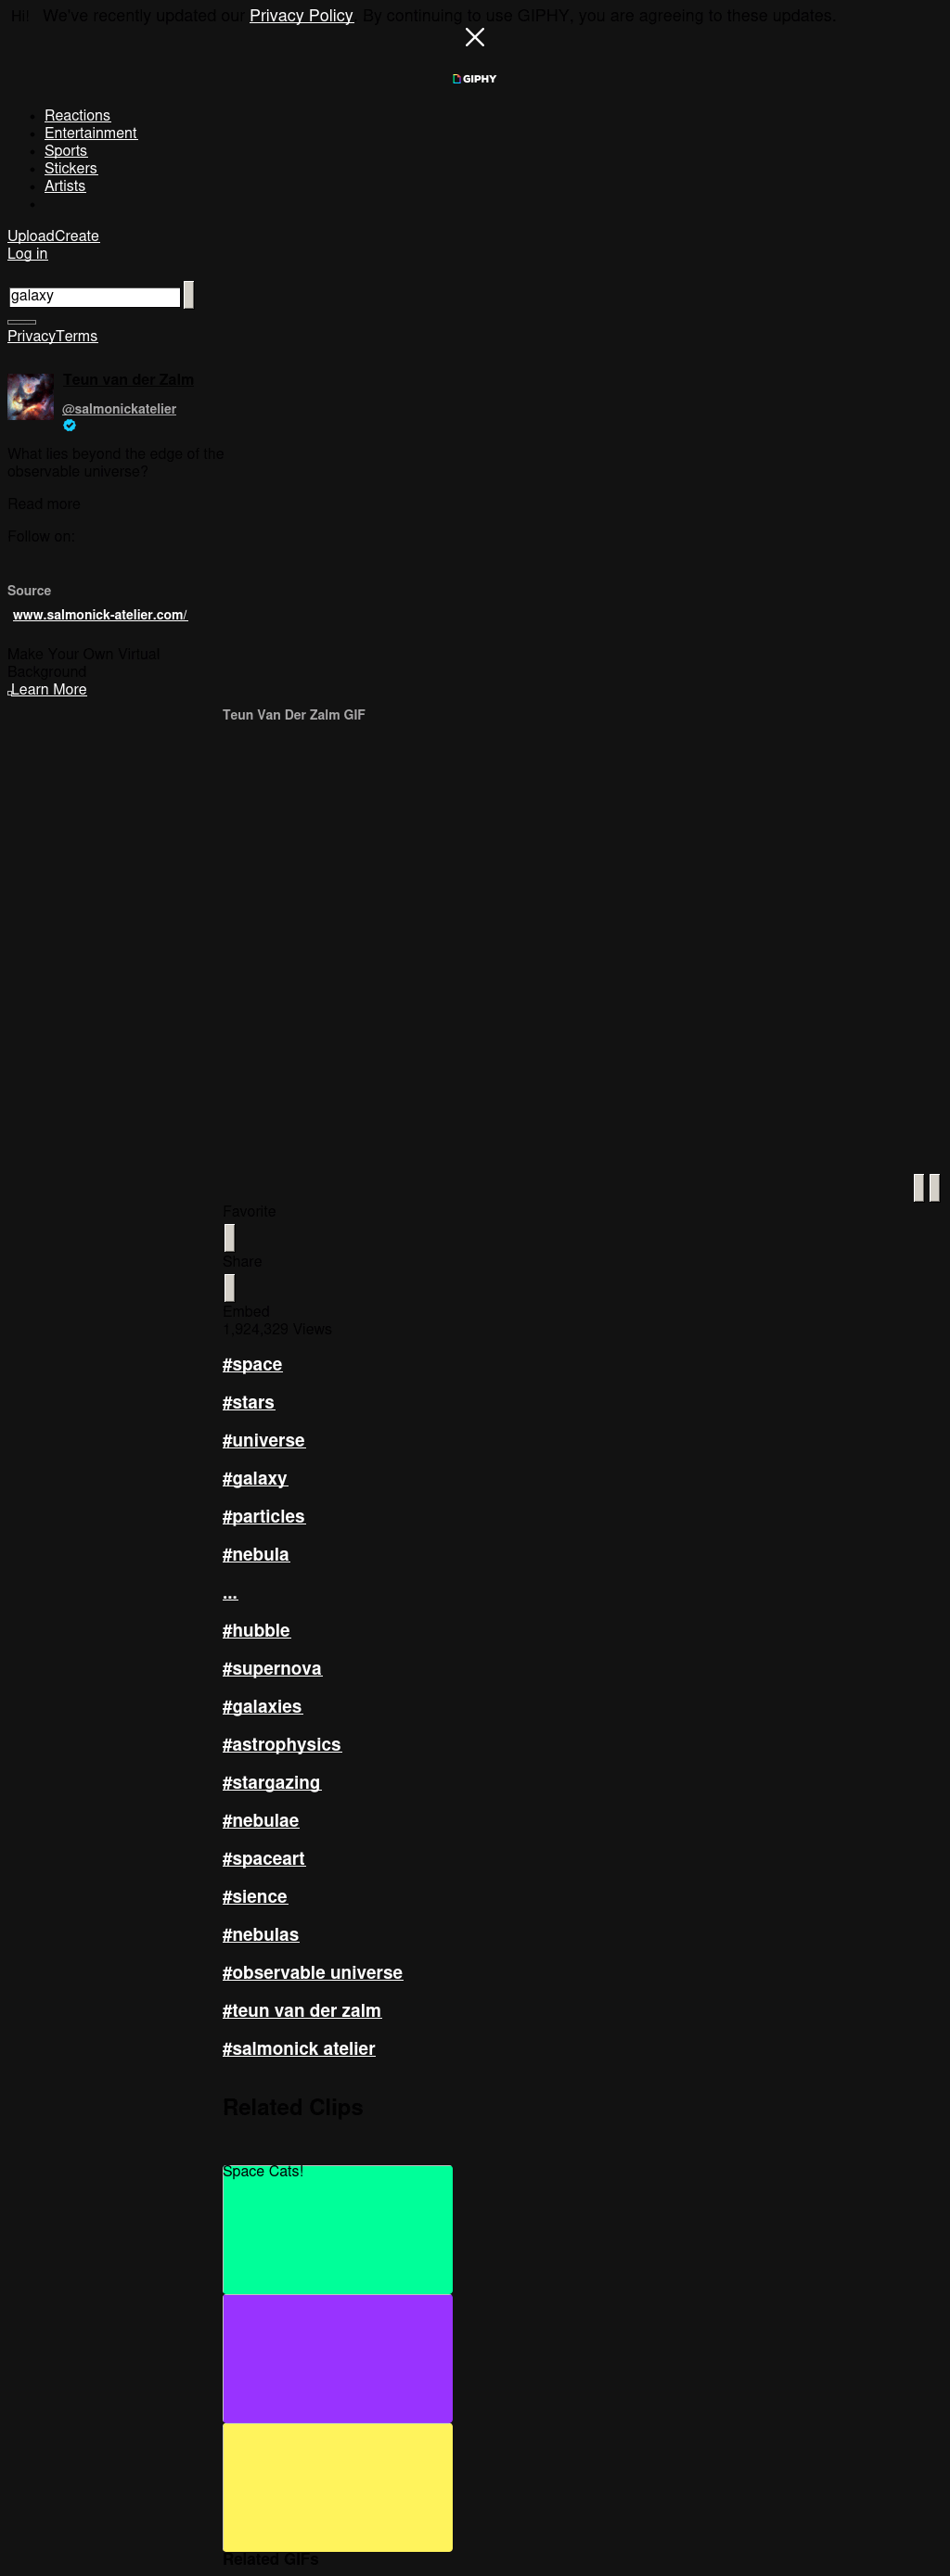 Hi! We've recently updated our Privacy Policy. By continuing to use GIPHY, you are agreeing to these updates.
GIPHY
Reactions
Entertainment
Sports
Stickers
Artists
UploadCreate
Log in
galaxy
PrivacyTerms
Teun van der Zalm
@salmonickatelier
What lies beyond the edge of the
observable universe?
Read more
Follow on:
Source
www.salmonick-atelier.com/
Make Your Own Virtual
Background
Learn More
Teun Van Der Zalm GIF
Favorite
Share
Embed
1,924,329 Views
#space
#stars
#universe
#galaxy
#particles
#nebula
...
#hubble
#supernova
#galaxies
#astrophysics
#stargazing
#nebulae
#spaceart
#sience
#nebulas
#observable universe
#teun van der zalm
#salmonick atelier
Related Clips
Space Cats!
Related GIFs